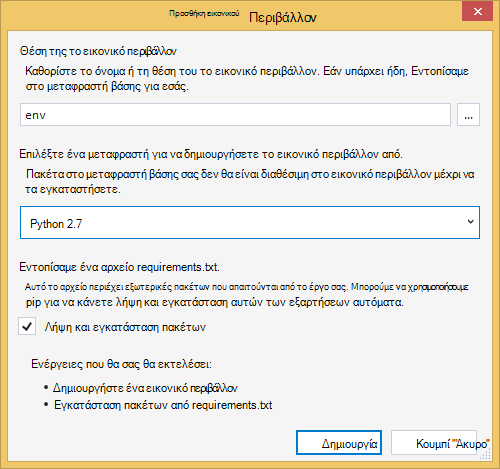 Προσθήκη εικονικού Περιβάλλον
Θέση της το εικονικό περιβάλλον
Καθορίστε το όνομα ή τη θέση του το εικονικό περιβάλλον. Εάν υπάρχει ήδη, Εντοπίσαμε
στο μεταφραστή βάσης για εσάς.
env
...
Επιλέξτε ένα μεταφραστή για να δημιουργήσετε το εικονικό περιβάλλον από.
Πακέτα στο μεταφραστή βάσης σας δεν θα είναι διαθέσιμη στο εικονικό περιβάλλον μέχρι να
τα εγκαταστήσετε.
Python 2.7
Εντοπίσαμε ένα αρχείο requirements.txt.
Αυτό το αρχείο περιέχει εξωτερικές πακέτων που απαιτούνται από το έργο σας. Μπορούμε να χρησιμοποιήσουμε
pip για να κάνετε λήψη και εγκατάσταση αυτών των εξαρτήσεων αυτόματα.
Λήψη και εγκατάσταση πακέτων
Ενέργειες που θα σας θα εκτελέσει:
• Δημιουργήστε ένα εικονικό περιβάλλον
• Εγκατάσταση πακέτων από requirements.txt
Δημιουργία
Κουμπί "Άκυρο"